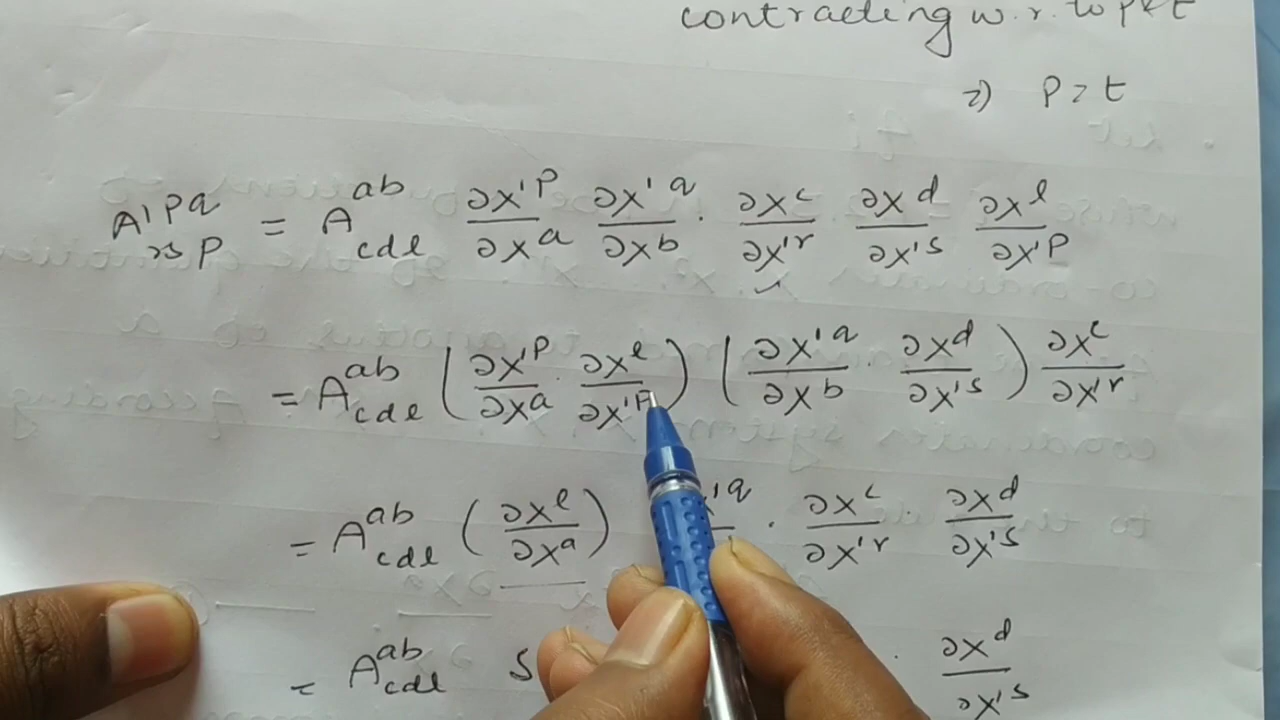 contracting w.r. to p & t
=) P = t
A'^{pq}_{rsp} = A^{ab}_{cde} ∂x'^p/∂x^a ∂x'^q/∂x^b · ∂x^c/∂x'^r · ∂x^d/∂x'^s ∂x^e/∂x'^p
= A^{ab}_{cde} (∂x'^p/∂x^a · ∂x^e/∂x'^p) (∂x'^q/∂x^b · ∂x^d/∂x'^s) ∂x^c/∂x'^r
= A^{ab}_{cde} (∂x^e/∂x^a) x'^q · ∂x^c/∂x'^r · ∂x^d/∂x'^s
= A^{ab}_{cde} · ∂x^d/∂x'^s